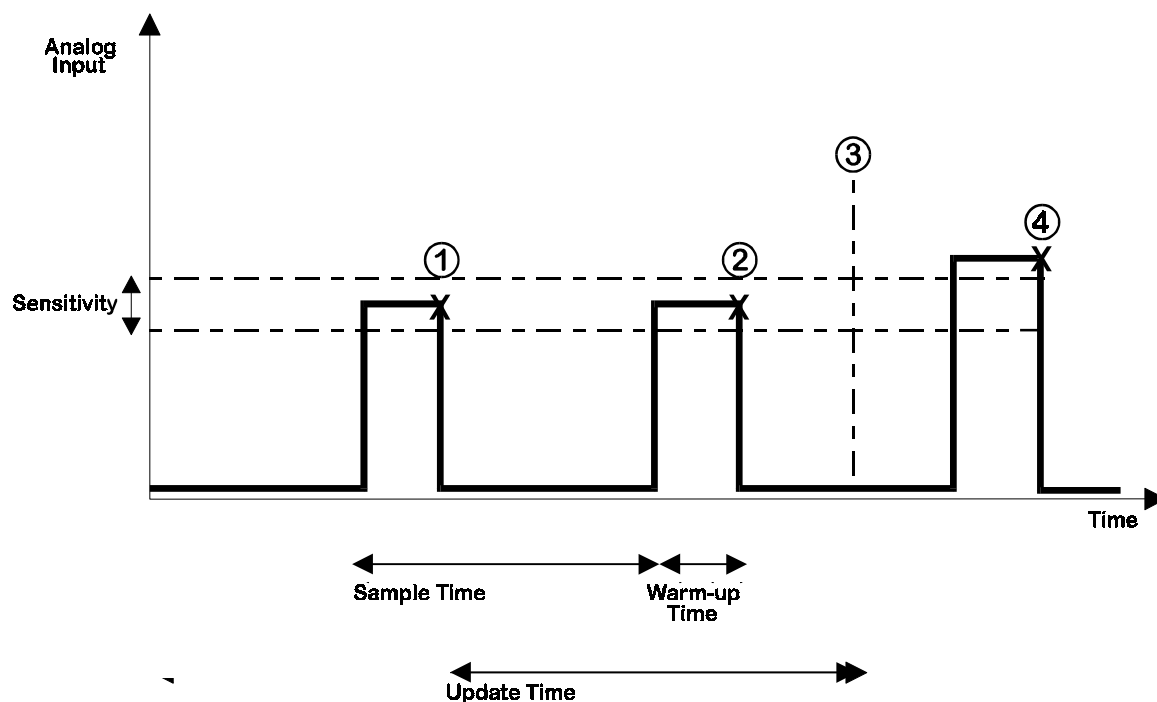 Analog
Input
③
④
①
②
Sensitivity
X
X
X
Time
Sample Time
Warm-up
Time
Update Time